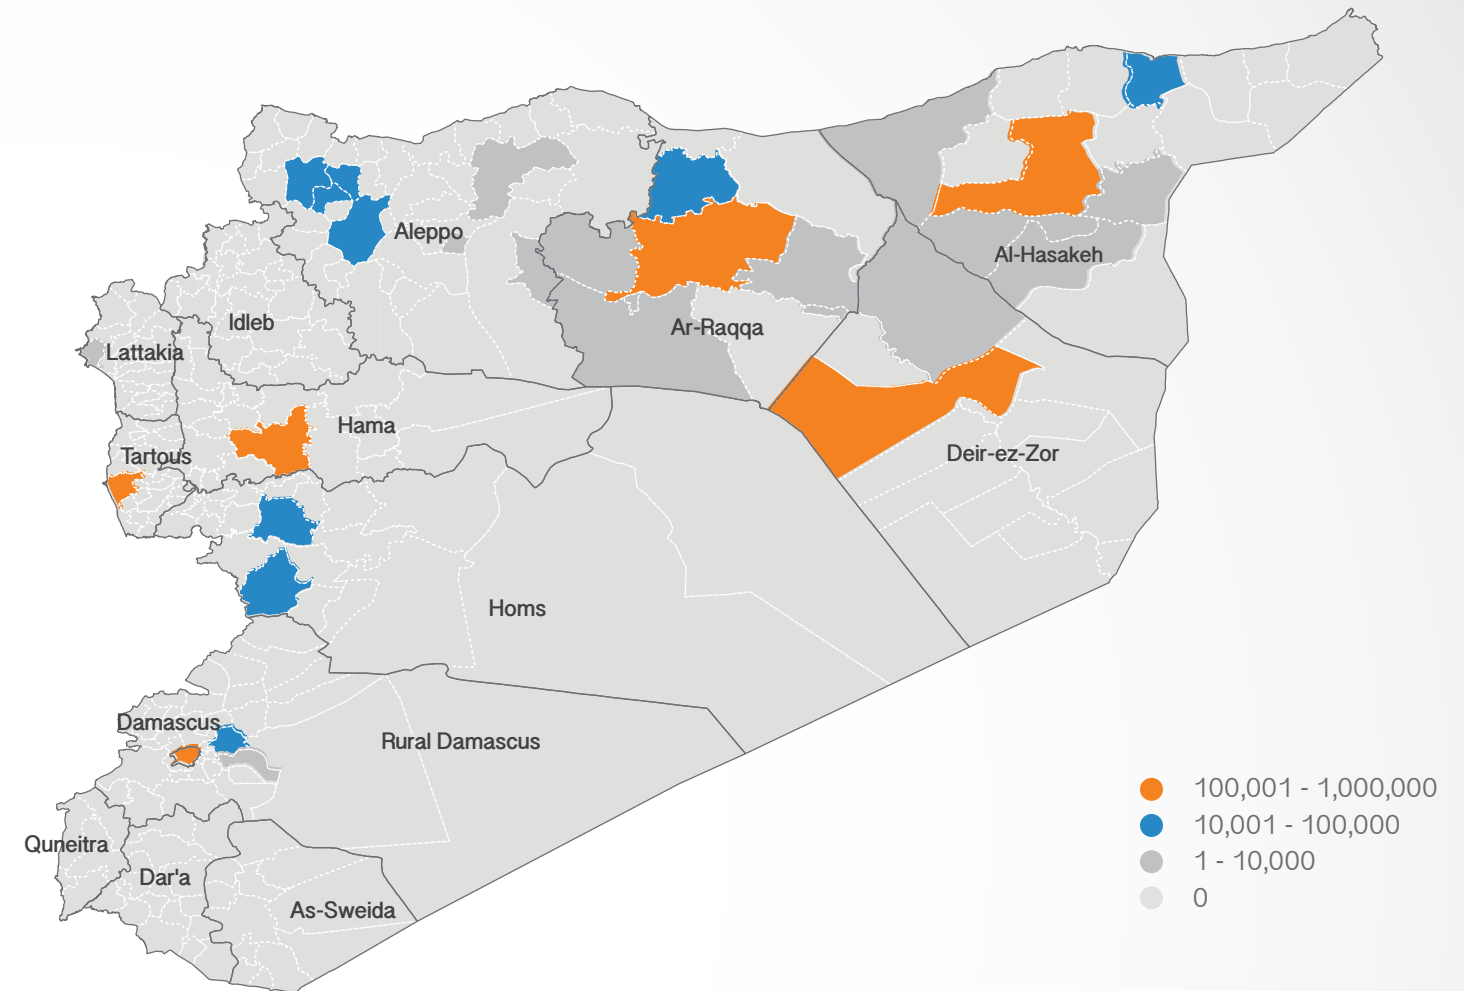 Aleppo
Al-Hasakeh
Idleb
Ar-Raqqa
Lattakia
Hama
Tartous
Deir-ez-Zor
Homs
Damascus
Rural Damascus
Quneitra
Dar'a
As-Sweida
100,001 - 1,000,000
10,001 - 100,000
1 - 10,000
0